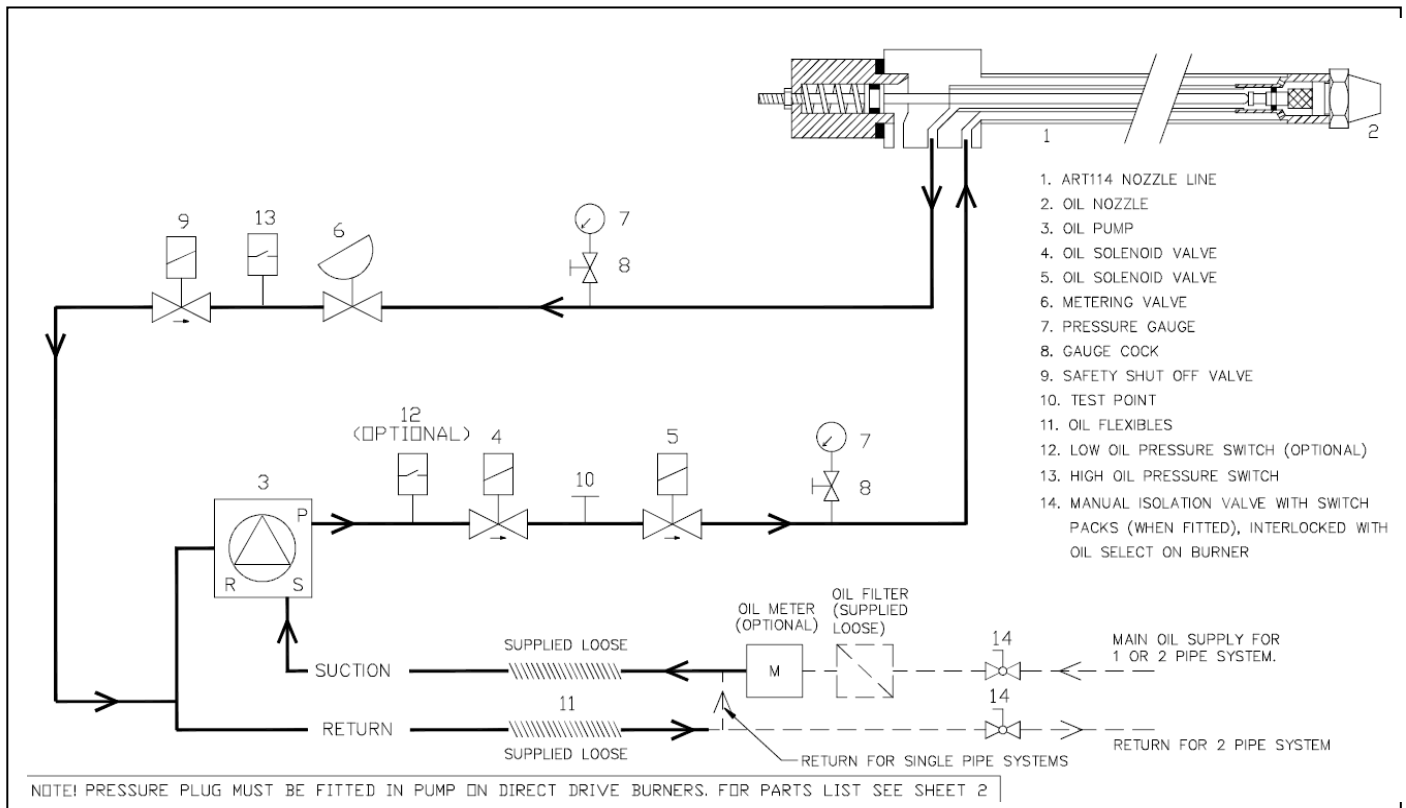 1
2
9
13
6
7
8
1. ART114 NOZZLE LINE
2. OIL NOZZLE
3. OIL PUMP
4. OIL SOLENOID VALVE
5. OIL SOLENOID VALVE
6. METERING VALVE
7. PRESSURE GAUGE
8. GAUGE COCK
9. SAFETY SHUT OFF VALVE
10. TEST POINT
11. OIL FLEXIBLES
12. LOW OIL PRESSURE SWITCH (OPTIONAL)
13. HIGH OIL PRESSURE SWITCH
14. MANUAL ISOLATION VALVE WITH SWITCH
PACKS (WHEN FITTED), INTERLOCKED WITH
OIL SELECT ON BURNER
12
(OPTIONAL)
4
5
7
8
10
3
P
R
S
OIL METER
(OPTIONAL)
OIL FILTER
(SUPPLIED
LOOSE)
14
MAIN OIL SUPPLY FOR
1 OR 2 PIPE SYSTEM.
SUPPLIED LOOSE
SUCTION
M
11
14
RETURN
SUPPLIED LOOSE
RETURN FOR 2 PIPE SYSTEM
RETURN FOR SINGLE PIPE SYSTEMS
NOTE! PRESSURE PLUG MUST BE FITTED IN PUMP ON DIRECT DRIVE BURNERS. FOR PARTS LIST SEE SHEET 2